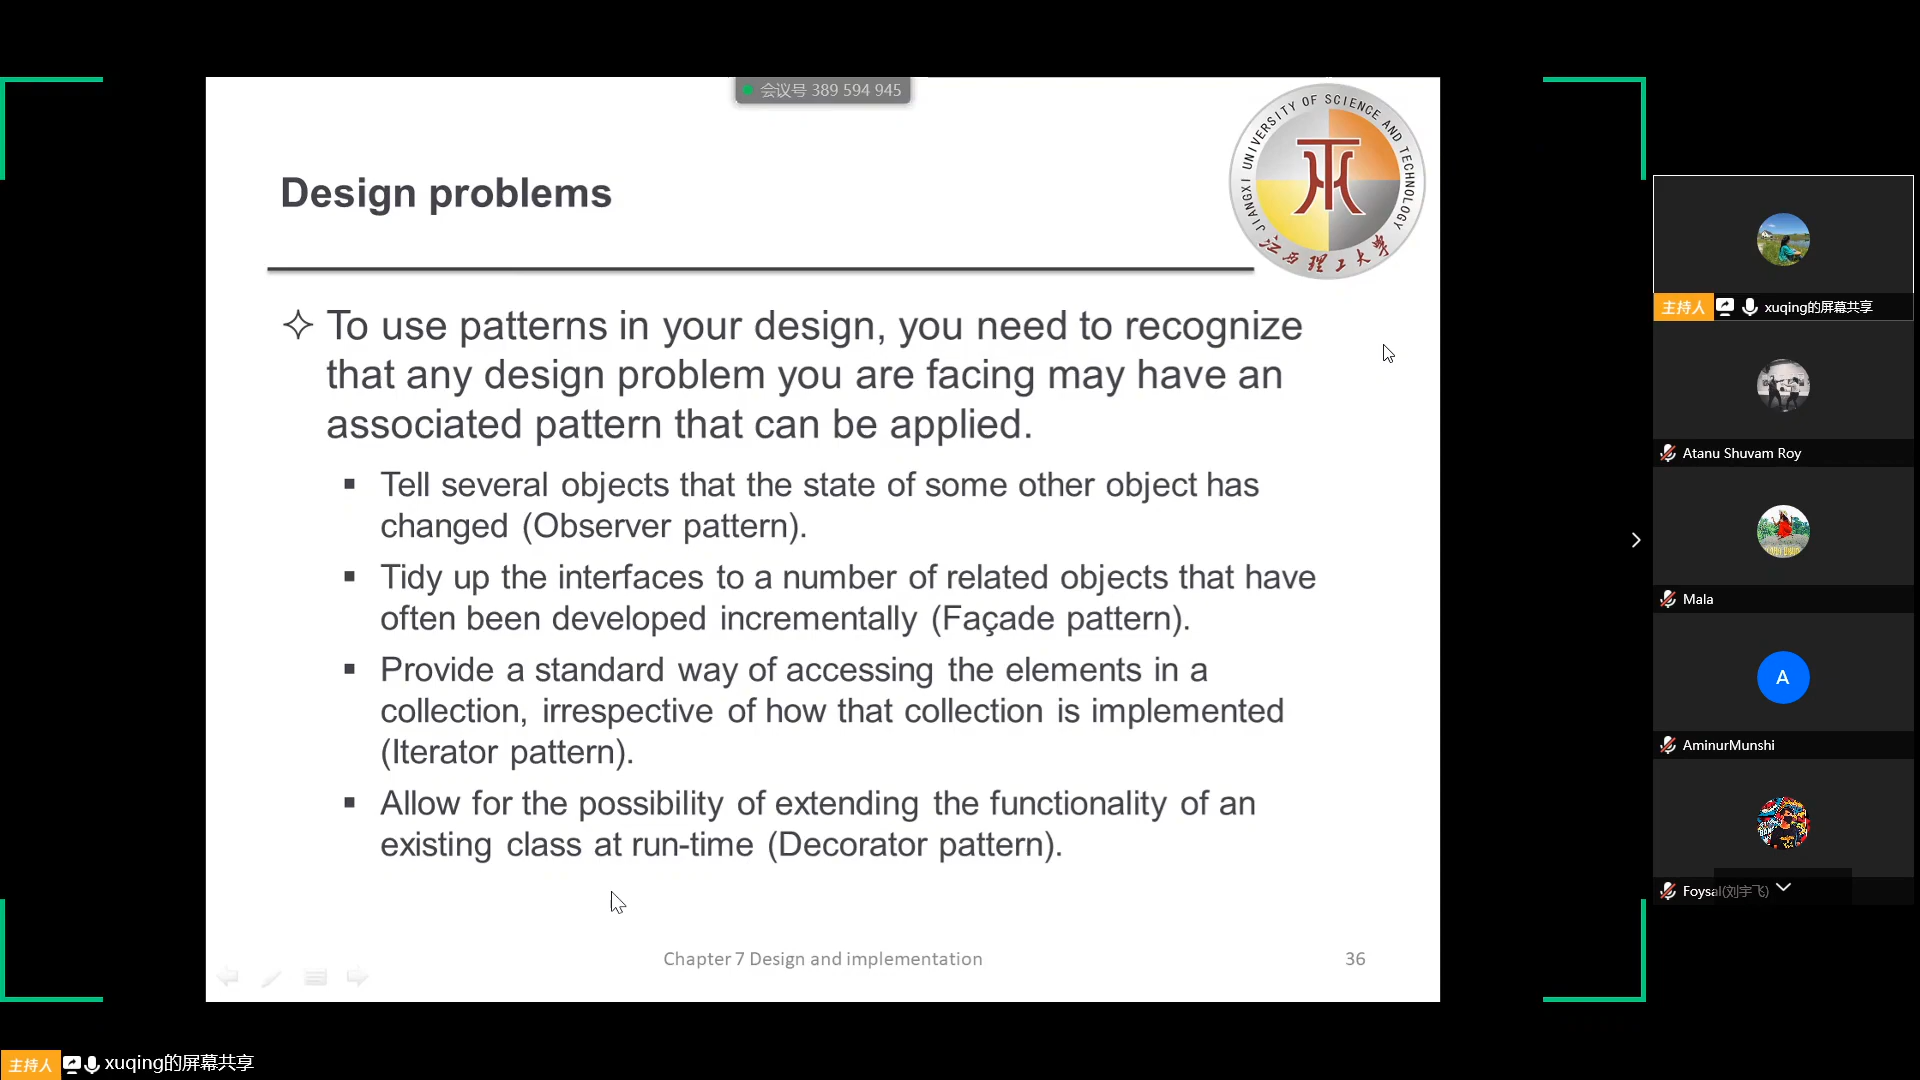 会议号 389 594 945
JIANGXI UNIVERSITY OF SCIENCE AND TECHNOLOGY
江西理工大学
Design problems
To use patterns in your design, you need to recognize
that any design problem you are facing may have an
associated pattern that can be applied.
Tell several objects that the state of some other object has
changed (Observer pattern).
Tidy up the interfaces to a number of related objects that have
often been developed incrementally (Façade pattern).
Provide a standard way of accessing the elements in a
collection, irrespective of how that collection is implemented
(Iterator pattern).
Allow for the possibility of extending the functionality of an
existing class at run-time (Decorator pattern).
Chapter 7 Design and implementation
36
主持人 xuqing的屏幕共享
Atanu Shuvam Roy
Mala
A
AminurMunshi
Foysal(刘宇飞)
主持人 xuqing的屏幕共享